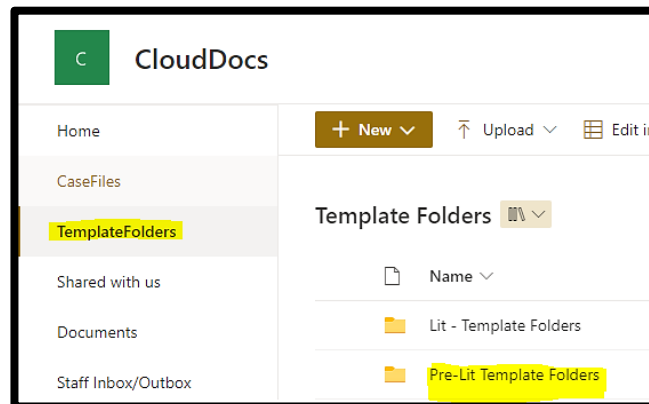 C
CloudDocs
Home
CaseFiles
TemplateFolders
Shared with us
Documents
Staff Inbox/Outbox
New
Upload
Edit i
Template Folders
Name
Lit - Template Folders
Pre-Lit Template Folders